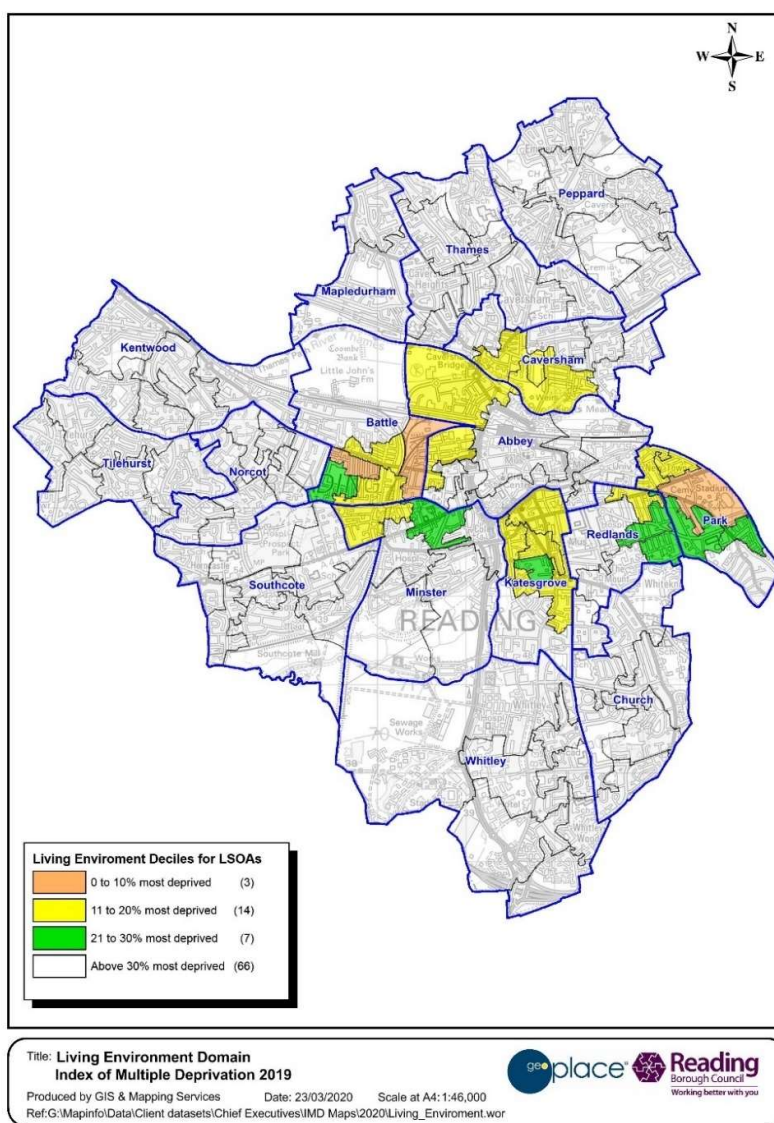 N
W E
S
Peppard
Thames
Mapledurham
Kentwood
Caversham
Battle
Abbey
Tilehurst
Norcot
Park
Redlands
Southcote
Minster
Katesgrove
READING
Church
Whitley
River Thames
Little John's
Fm
Caversham
Bridge
Heights
Sewage
Works
Southcote Mill
Living Enviroment Deciles for LSOAs
0 to 10% most deprived (3)
11 to 20% most deprived (14)
21 to 30% most deprived (7)
Above 30% most deprived (66)
Title: Living Environment Domain
Index of Multiple Deprivation 2019
Produced by GIS & Mapping Services Date: 23/03/2020 Scale at A4: 1:46,000
Ref:G:\Mapinfo\Data\Client datasets\Chief Executives\IMD Maps\2020\Living_Enviroment.wor
geoplace
Reading
Borough Council
Working better with you